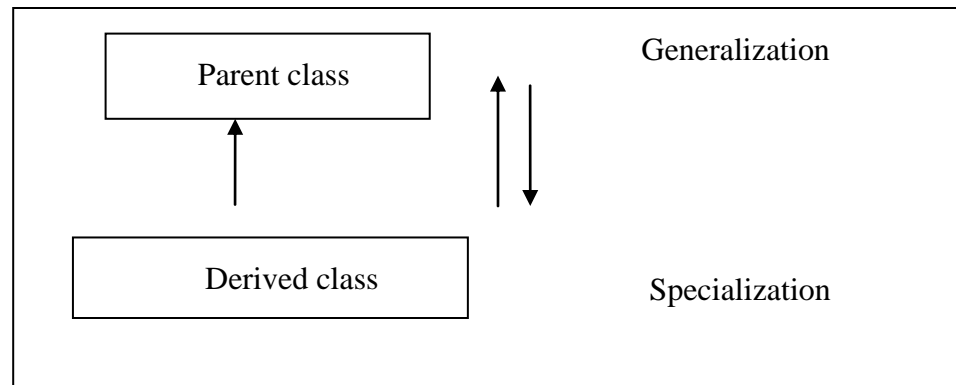 Generalization
Parent class
Derived class
Specialization